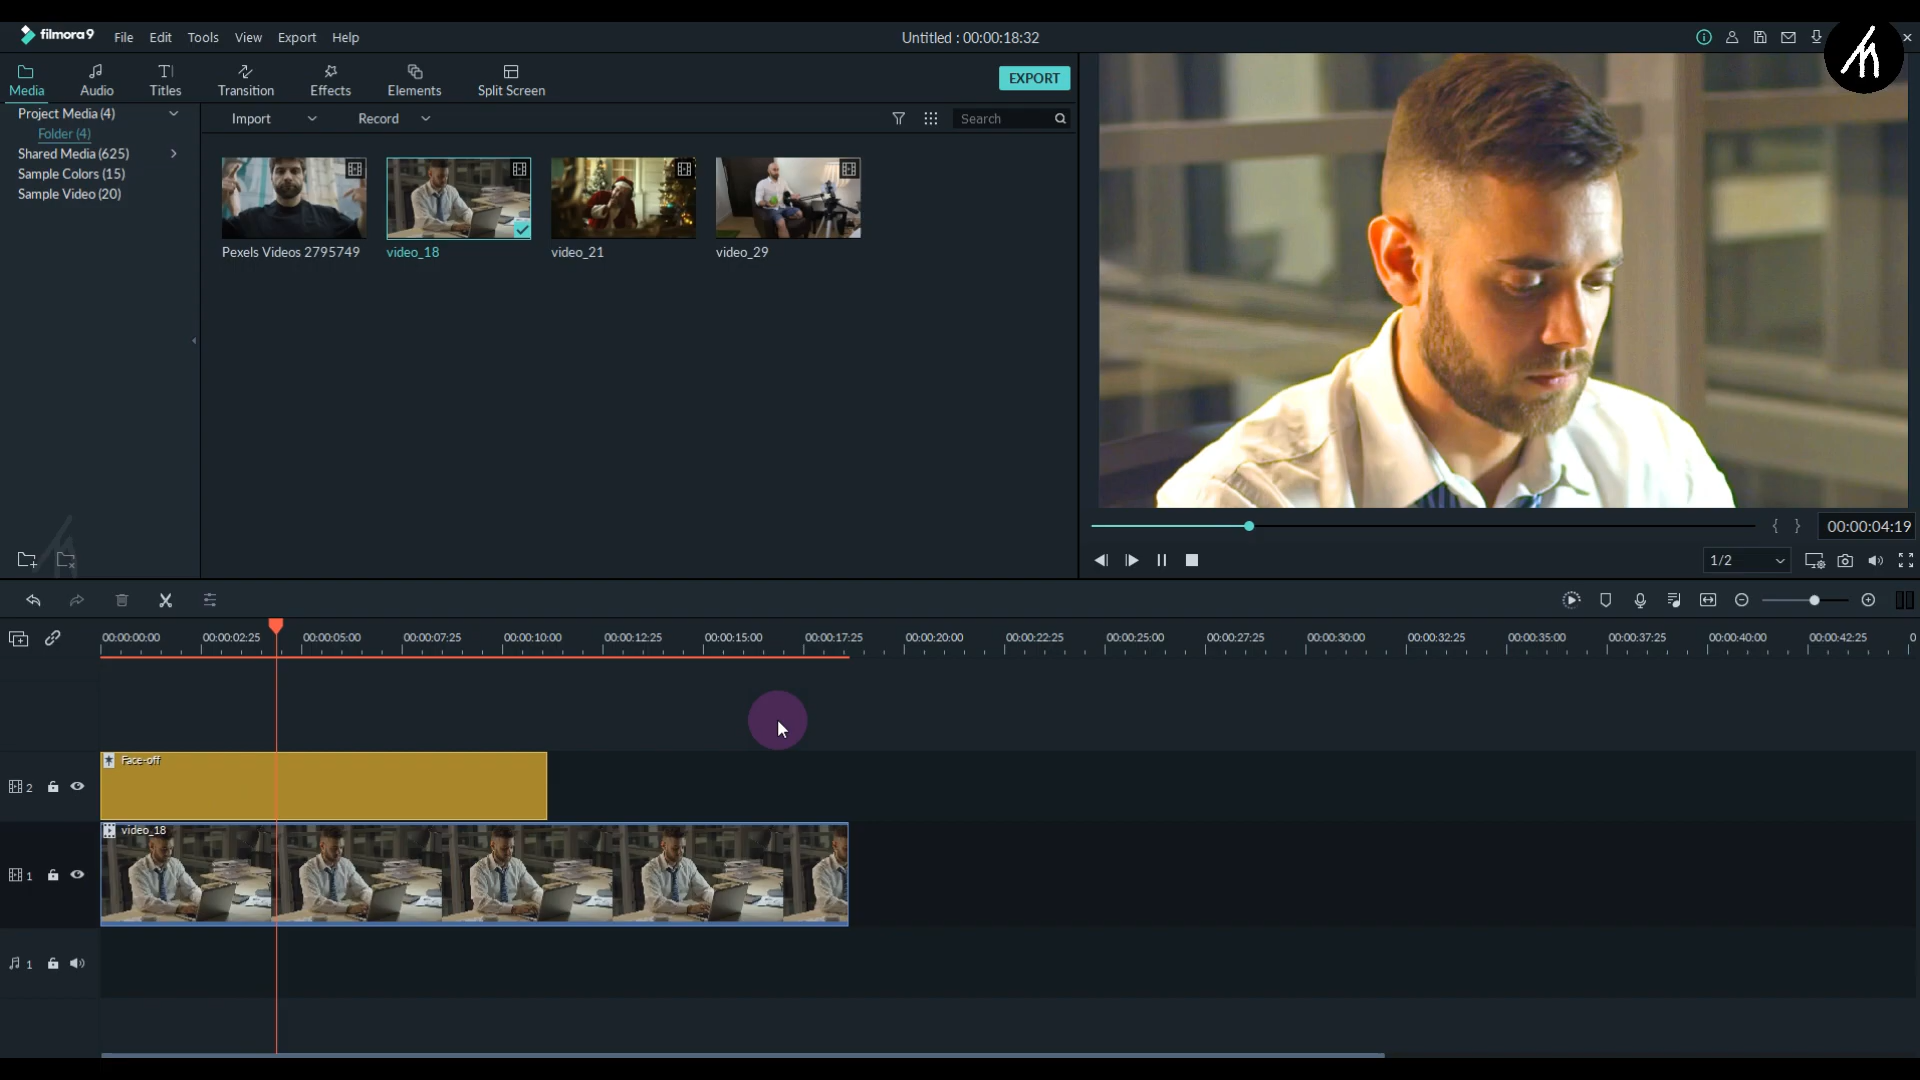 filmora9
File Edit Tools View Export Help
Untitled : 00:00:18:32
Media Audio Titles Transition Effects Elements Split Screen
EXPORT
Project Media (4)
Folder (4)
Shared Media (625)
Sample Colors (15)
Sample Video (20)
Import Record Search
Pexels Videos 2795749 video_18 video_21 video_29
00:00:04:19
1/2
00:00:00:00 00:00:02:25 00:00:05:00 00:00:07:25 00:00:10:00 00:00:12:25 00:00:15:00 00:00:17:25 00:00:20:00 00:00:22:25 00:00:25:00 00:00:27:25 00:00:30:00 00:00:32:25 00:00:35:00 00:00:37:25 00:00:40:00 00:00:42:25 0
2 Face-off
video_18
1
1